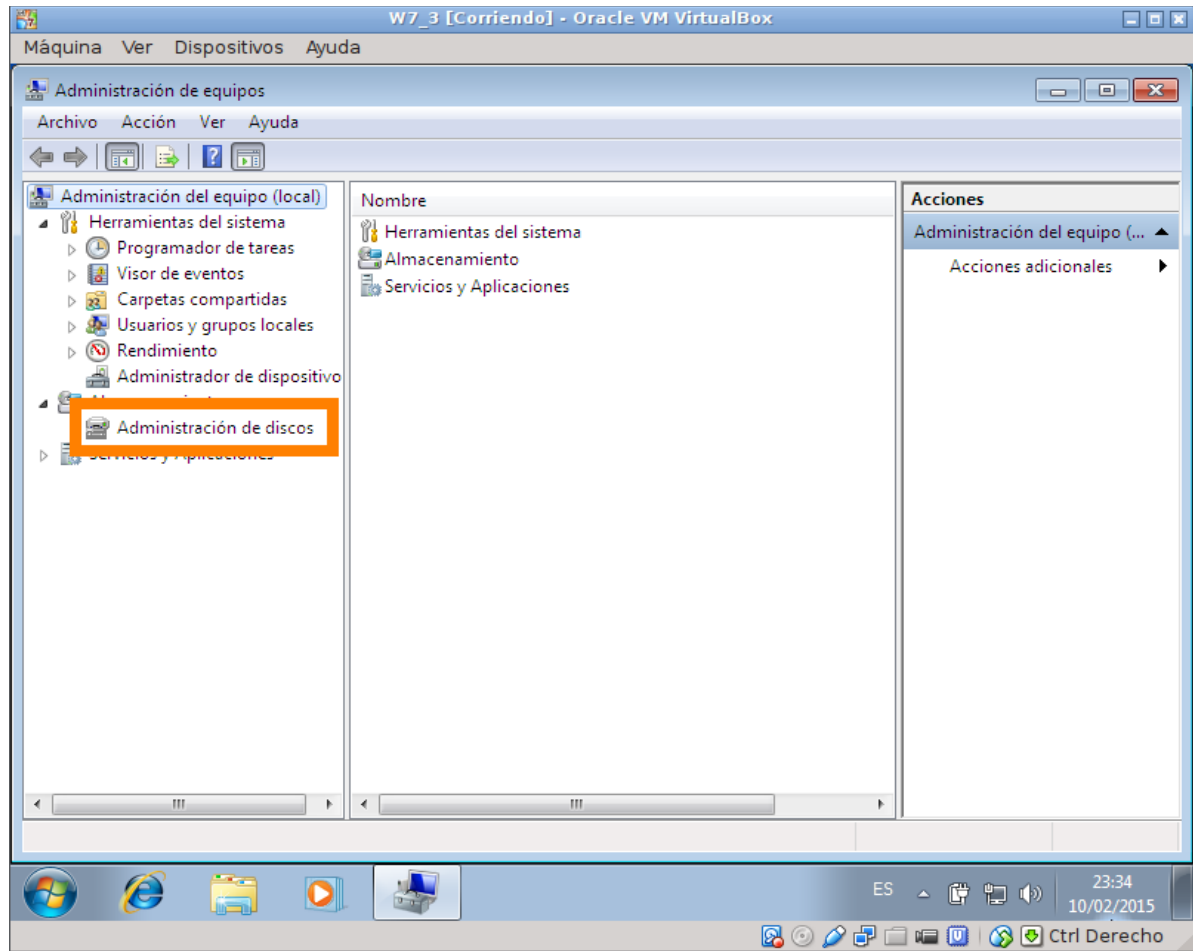 W7_3 [Corriendo] - Oracle VM VirtualBox
Máquina Ver Dispositivos Ayuda
Administración de equipos
Archivo Acción Ver Ayuda
Administración del equipo (local)
Herramientas del sistema
Programador de tareas
Visor de eventos
Carpetas compartidas
Usuarios y grupos locales
Rendimiento
Administrador de dispositivo
Administración de discos
Servicios y Aplicaciones
Nombre
Herramientas del sistema
Almacenamiento
Servicios y Aplicaciones
Acciones
Administración del equipo (...
Acciones adicionales
ES
23:34
10/02/2015
Ctrl Derecho